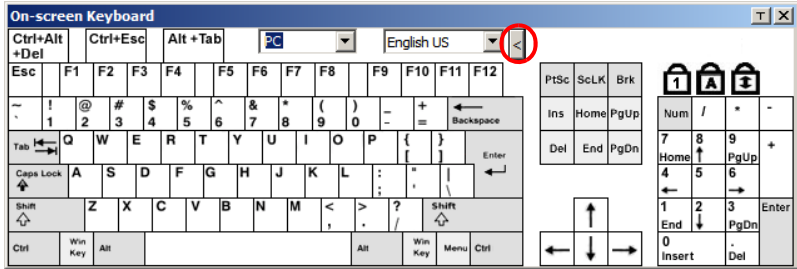 On-screen Keyboard T X
Ctrl+Alt +Del Ctrl+Esc Alt +Tab PC English US <
Esc F1 F2 F3 F4 F5 F6 F7 F8 F9 F10 F11 F12 PtSc ScLK Brk 1 A
~ ` ! 1 @ 2 # 3 $ 4 % 5 ^ 6 & 7 * 8 ( 9 ) 0 _ - + = Backspace Ins Home PgUp Num / * -
Tab Q W E R T Y U I O P { [ } ] Enter Del End PgDn 7 Home 8 ↑ 9 PgUp +
Caps Lock A S D F G H J K L : ; " ' | \ 4 ← 5 6 →
Shift Z X C V B N M < , > . ? / Shift ↑ 1 End 2 ↓ 3 PgDn Enter
Ctrl Win Key Alt Alt Win Key Menu Ctrl ← ↓ → 0 Insert . Del